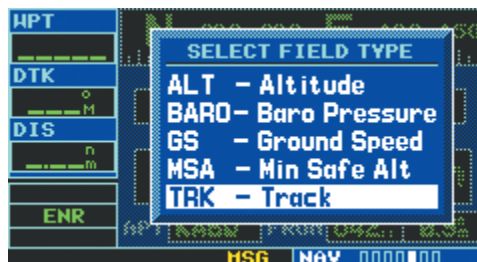 WPT
DTK
DIS
ENR
SELECT FIELD TYPE
ALT – Altitude
BARO– Baro Pressure
GS – Ground Speed
MSA – Min Safe Alt
TRK – Track
APT
MSG NAV